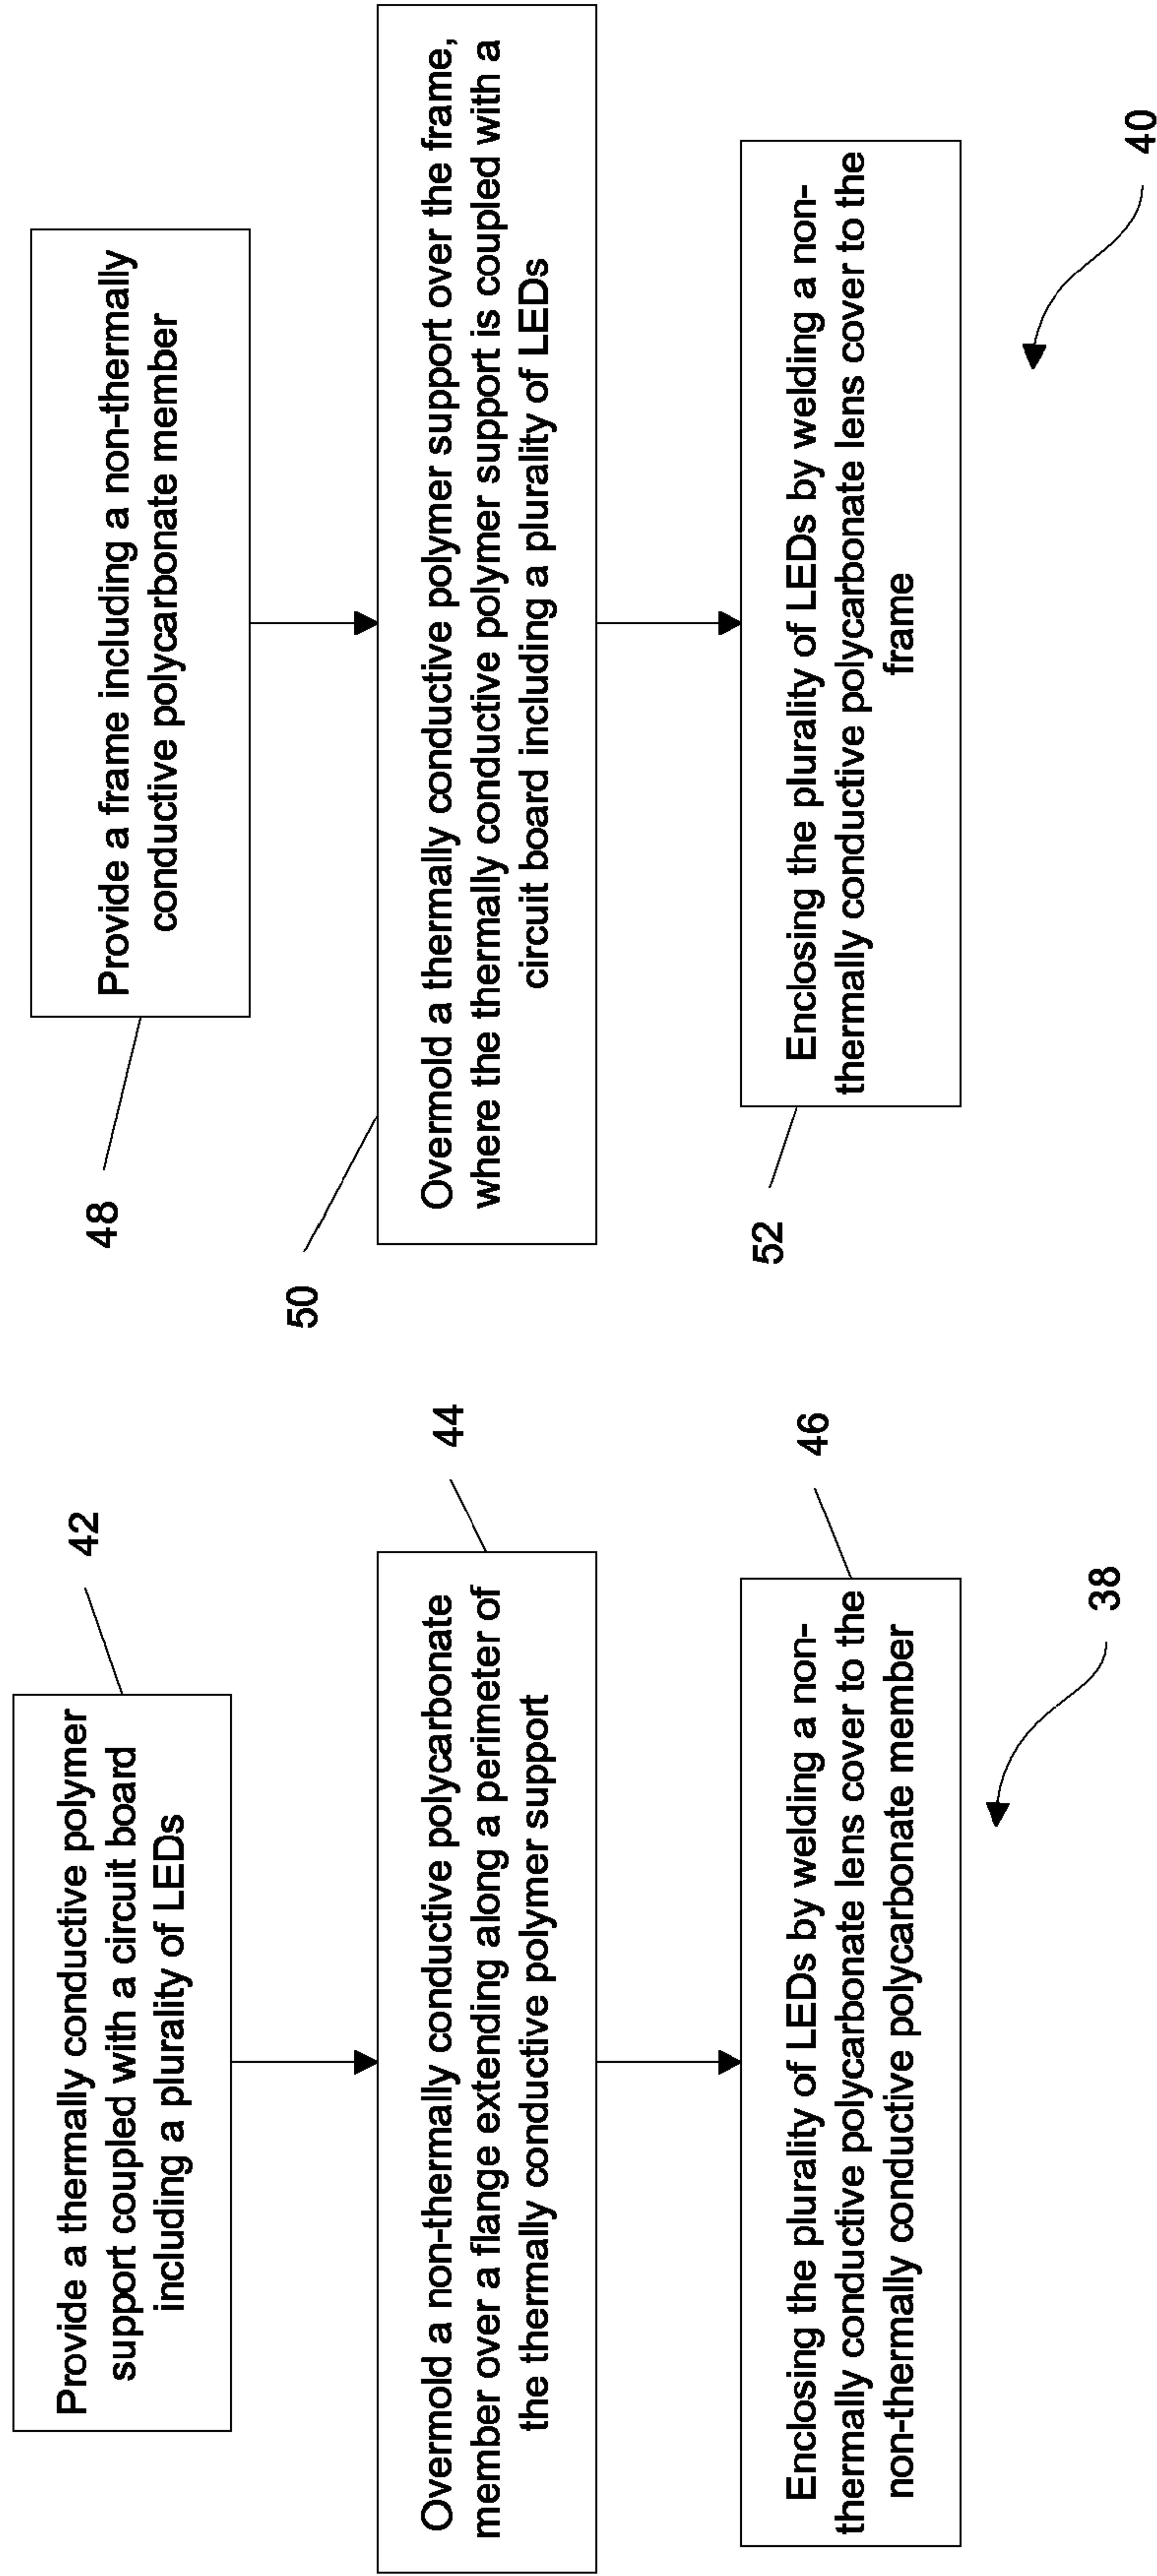 42
Provide a thermally conductive polymer
support coupled with a circuit board
including a plurality of LEDs
44
Overmold a non-thermally conductive polycarbonate
member over a flange extending along a perimeter of
the thermally conductive polymer support
46
Enclosing the plurality of LEDs by welding a non-
thermally conductive polycarbonate lens cover to the
non-thermally conductive polycarbonate member
38
48
Provide a frame including a non-thermally
conductive polycarbonate member
50
Overmold a thermally conductive polymer support over the frame,
where the thermally conductive polymer support is coupled with a
circuit board including a plurality of LEDs
52
Enclosing the plurality of LEDs by welding a non-
thermally conductive polycarbonate lens cover to the
frame
40